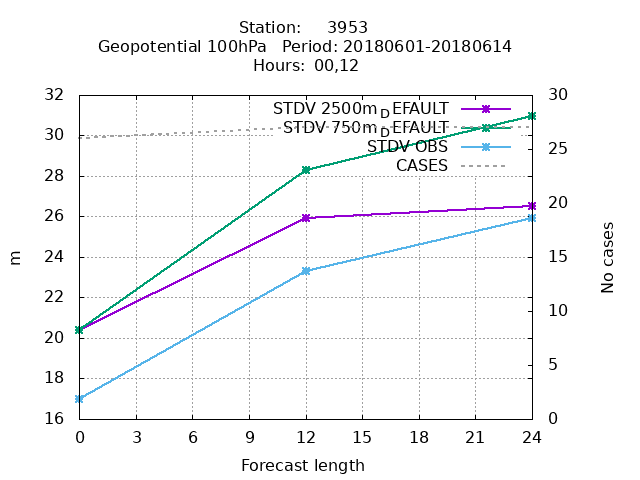 Station: 3953
Geopotential 100hPa Period: 20180601-20180614
Hours: 00,12
32
30
28
26
24
22
20
18
16
30
25
20
15
10
5
0
STDV 2500m_DEFAULT
STDV 750m_DEFAULT
STDV OBS
CASES
m
No cases
0 3 6 9 12 15 18 21 24
Forecast length